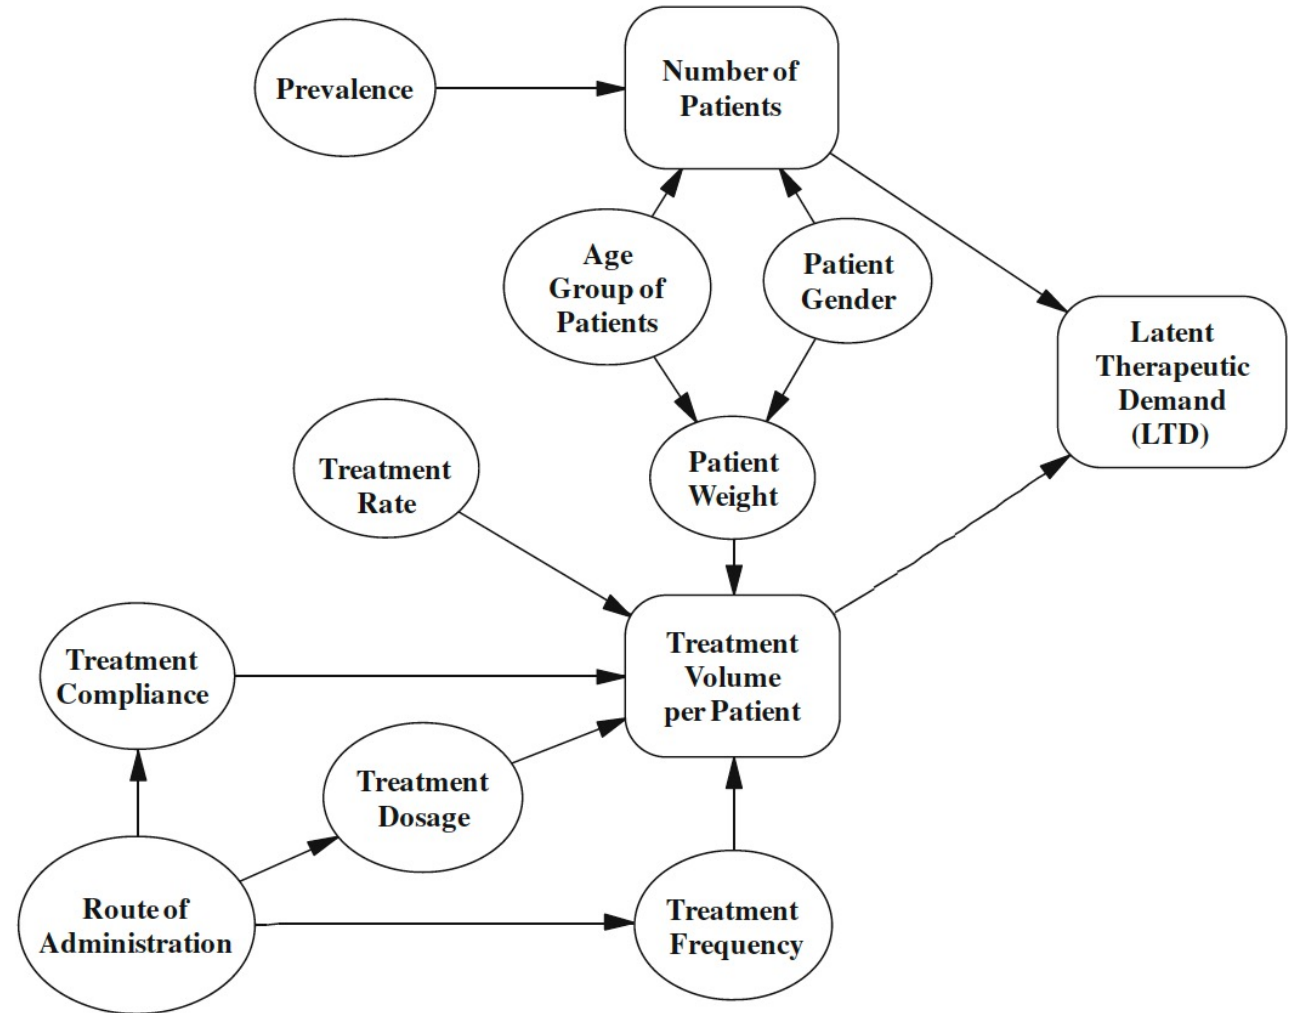 Prevalence
Number of
Patients
Age
Group of
Patients
Patient
Gender
Latent
Therapeutic
Demand
(LTD)
Treatment
Rate
Patient
Weight
Treatment
Compliance
Treatment
Volume
per Patient
Treatment
Dosage
Route of
Administration
Treatment
Frequency